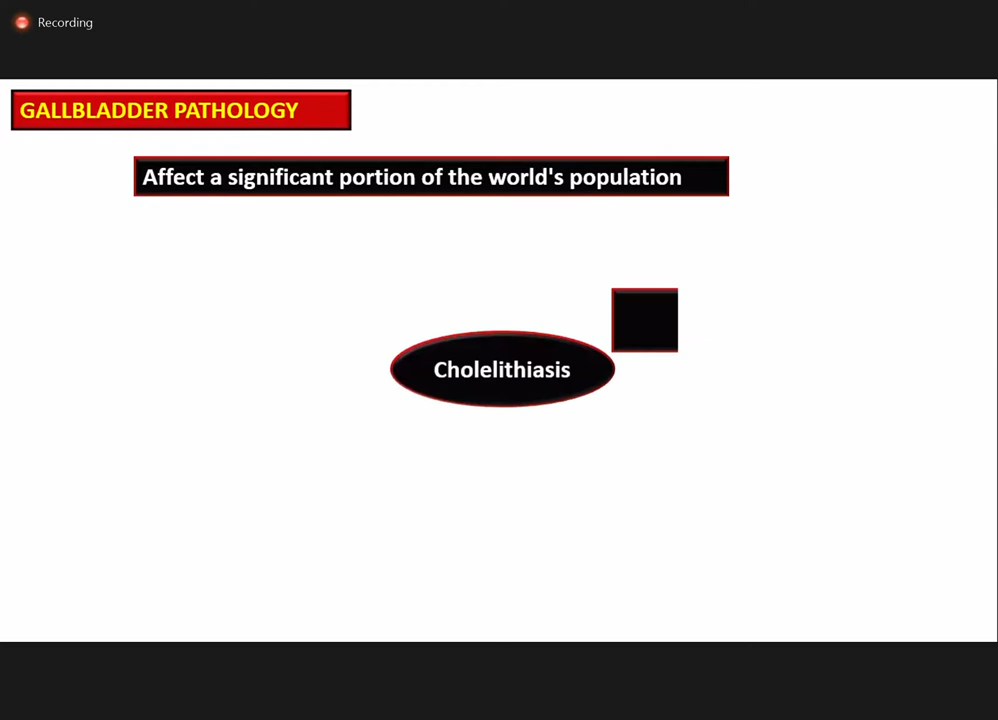 Recording
GALLBLADDER PATHOLOGY
Affect a significant portion of the world's population
Cholelithiasis